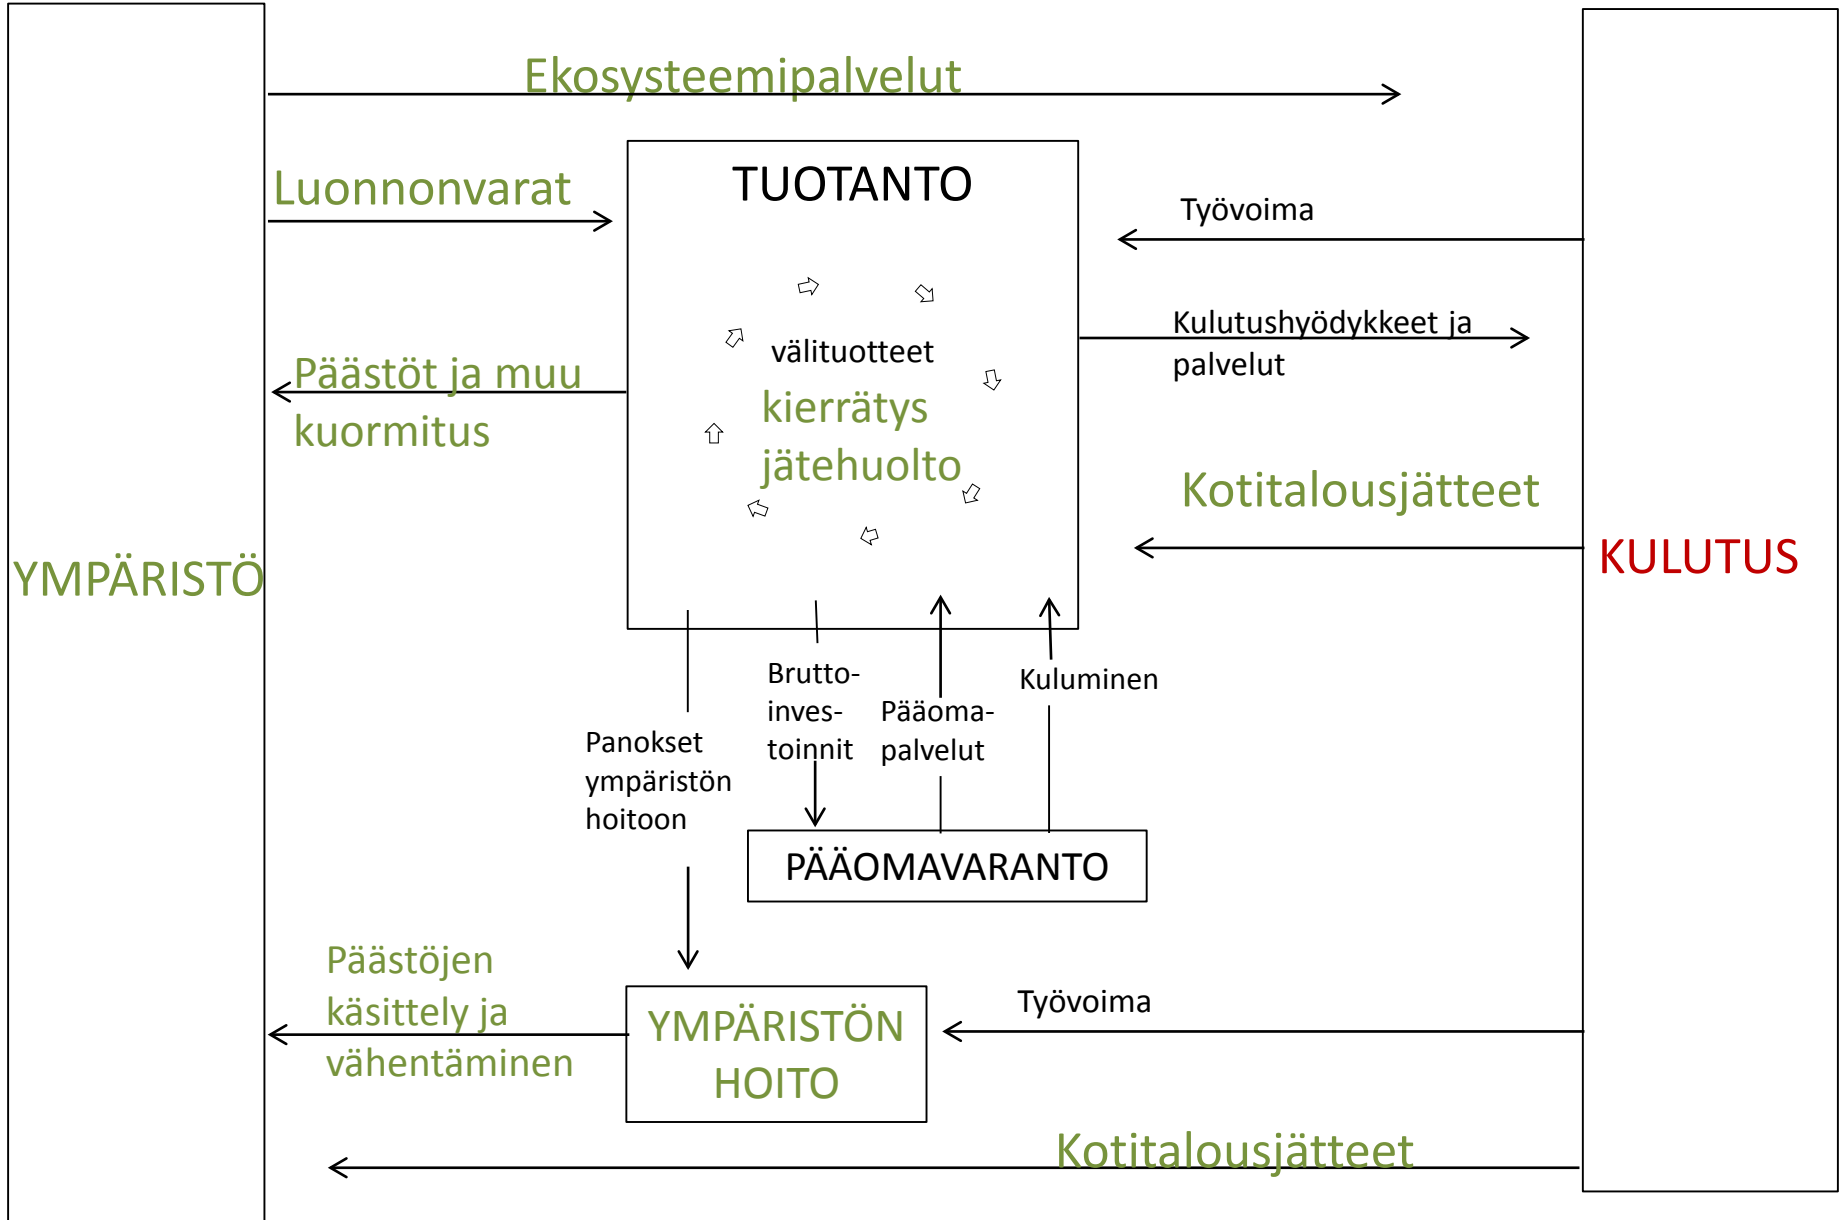 Ekosysteemipalvelut
Luonnonvarat
TUOTANTO
Työvoima
Kulutushyödykkeet ja
palvelut
välituotteet
kierrätys
jätehuolto
Päästöt ja muu
kuormitus
Kotitalousjätteet
YMPÄRISTÖ
KULUTUS
Panokset
ympäristön
hoitoon
Brutto-
inves-
toinnit
Pääoma-
palvelut
Kuluminen
PÄÄOMAVARANTO
Päästöjen
käsittely ja
vähentäminen
YMPÄRISTÖN
HOITO
Työvoima
Kotitalousjätteet